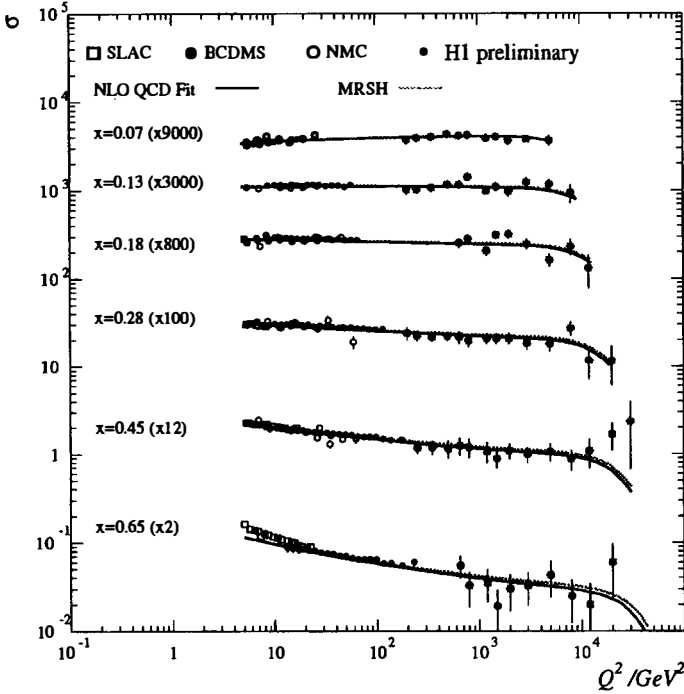 σ
10^5
□ SLAC ● BCDMS ○ NMC • H1 preliminary
NLO QCD Fit MRSH
10^4
x=0.07 (x9000)
10^3
x=0.13 (x3000)
x=0.18 (x800)
10^2
x=0.28 (x100)
10
x=0.45 (x12)
1
x=0.65 (x2)
10^-1
10^-2
10^-1 1 10 10^2 10^3 10^4
Q^2 /GeV^2